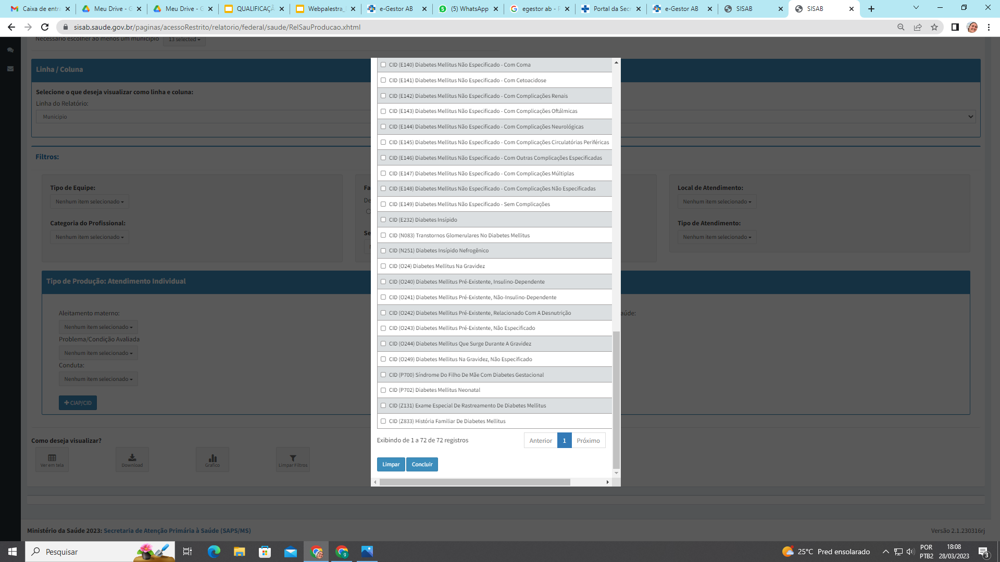 Caixa de entra
Meu Drive - G
Meu Drive - G
QUALIFICAÇÃ
Webpalestra_
e-Gestor AB
(5) WhatsApp
egestor ab - P
Portal da Secr
e-Gestor AB
SISAB
SISAB
sisab.saude.gov.br/paginas/acessoRestrito/relatorio/federal/saude/RelSauProducao.xhtml
Necessário escolher ao menos um município
13 selected
Linha / Coluna
Selecione o que deseja visualizar como linha e coluna:
Linha do Relatório:
Municipio
Filtros:
Tipo de Equipe:
Nenhum item selecionado
Categoria do Profissional:
Nenhum item selecionado
Fa
De
Se
Local de Atendimento:
Nenhum item selecionado
Tipo de Atendimento:
Nenhum item selecionado
Tipo de Produção: Atendimento Individual
Aleitamento materno:
Nenhum item selecionado
Problema/Condição Avaliada
Nenhum item selecionado
Conduta:
Nenhum item selecionado
CIAP/CID
aúde:
CID (E140) Diabetes Mellitus Não Especificado - Com Coma
CID (E141) Diabetes Mellitus Não Especificado - Com Cetoacidose
CID (E142) Diabetes Mellitus Não Especificado - Com Complicações Renais
CID (E143) Diabetes Mellitus Não Especificado - Com Complicações Oftálmicas
CID (E144) Diabetes Mellitus Não Especificado - Com Complicações Neurológicas
CID (E145) Diabetes Mellitus Não Especificado - Com Complicações Circulatórias Periféricas
CID (E146) Diabetes Mellitus Não Especificado - Com Outras Complicações Especificadas
CID (E147) Diabetes Mellitus Não Especificado - Com Complicações Múltiplas
CID (E148) Diabetes Mellitus Não Especificado - Com Complicações Não Especificadas
CID (E149) Diabetes Mellitus Não Especificado - Sem Complicações
CID (E232) Diabetes Insípido
CID (N083) Transtornos Glomerulares No Diabetes Mellitus
CID (N251) Diabetes Insípido Nefrogênico
CID (O24) Diabetes Mellitus Na Gravidez
CID (O240) Diabetes Mellitus Pré-Existente, Insulino-Dependente
CID (O241) Diabetes Mellitus Pré-Existente, Não-Insulino-Dependente
CID (O242) Diabetes Mellitus Pré-Existente, Relacionado Com A Desnutrição
CID (O243) Diabetes Mellitus Pré-Existente, Não Especificado
CID (O244) Diabetes Mellitus Que Surge Durante A Gravidez
CID (O249) Diabetes Mellitus Na Gravidez, Não Especificado
CID (P700) Síndrome Do Filho De Mãe Com Diabetes Gestacional
CID (P702) Diabetes Mellitus Neonatal
CID (Z131) Exame Especial De Rastreamento De Diabetes Mellitus
CID (Z833) História Familiar De Diabetes Mellitus
Exibindo de 1 a 72 de 72 registros
Anterior
1
Próximo
Limpar
Concluir
Como deseja visualizar?
Ver em tela
Download
Gráfico
Limpar Filtros
Ministério da Saúde 2023: Secretaria de Atenção Primária à Saúde (SAPS/MS)
Versão 2.1.230316rj
Pesquisar
25°C Pred ensolarado
POR
PTB2
18:08
28/03/2023
3